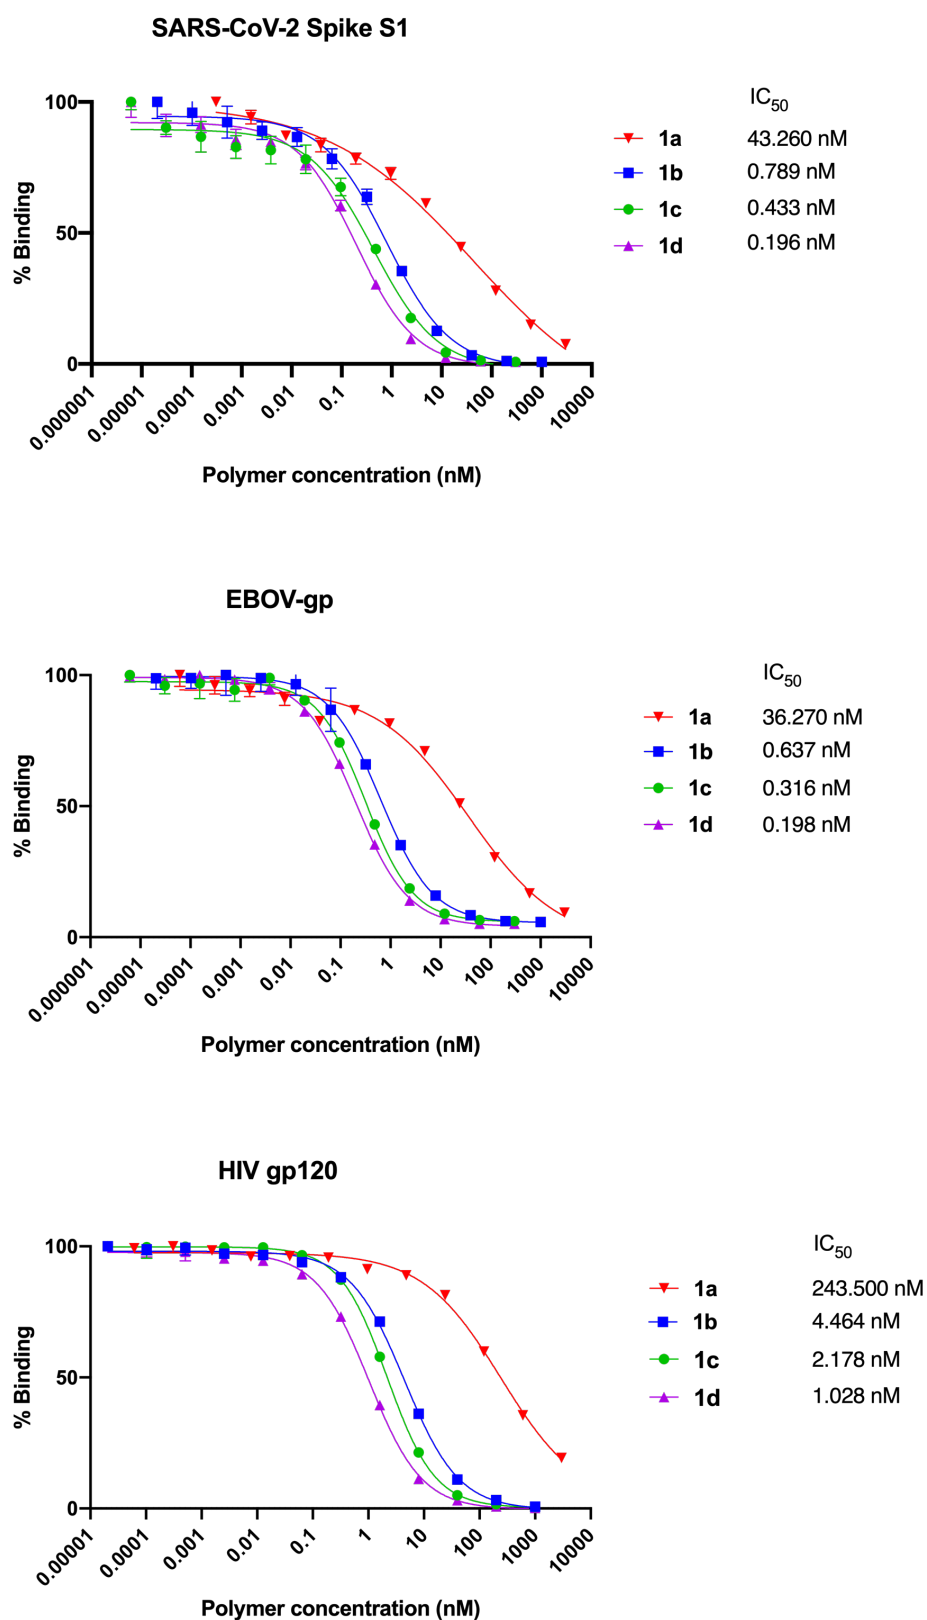 SARS-CoV-2 Spike S1
IC50
1a 43.260 nM
1b 0.789 nM
1c 0.433 nM
1d 0.196 nM
% Binding
100
50
0
0.000001 0.00001 0.0001 0.001 0.01 0.1 1 10 100 1000 10000
Polymer concentration (nM)
EBOV-gp
IC50
1a 36.270 nM
1b 0.637 nM
1c 0.316 nM
1d 0.198 nM
% Binding
100
50
0
0.000001 0.00001 0.0001 0.001 0.01 0.1 1 10 100 1000 10000
Polymer concentration (nM)
HIV gp120
IC50
1a 243.500 nM
1b 4.464 nM
1c 2.178 nM
1d 1.028 nM
% Binding
100
50
0
0.00001 0.0001 0.001 0.01 0.1 1 10 100 1000 10000
Polymer concentration (nM)